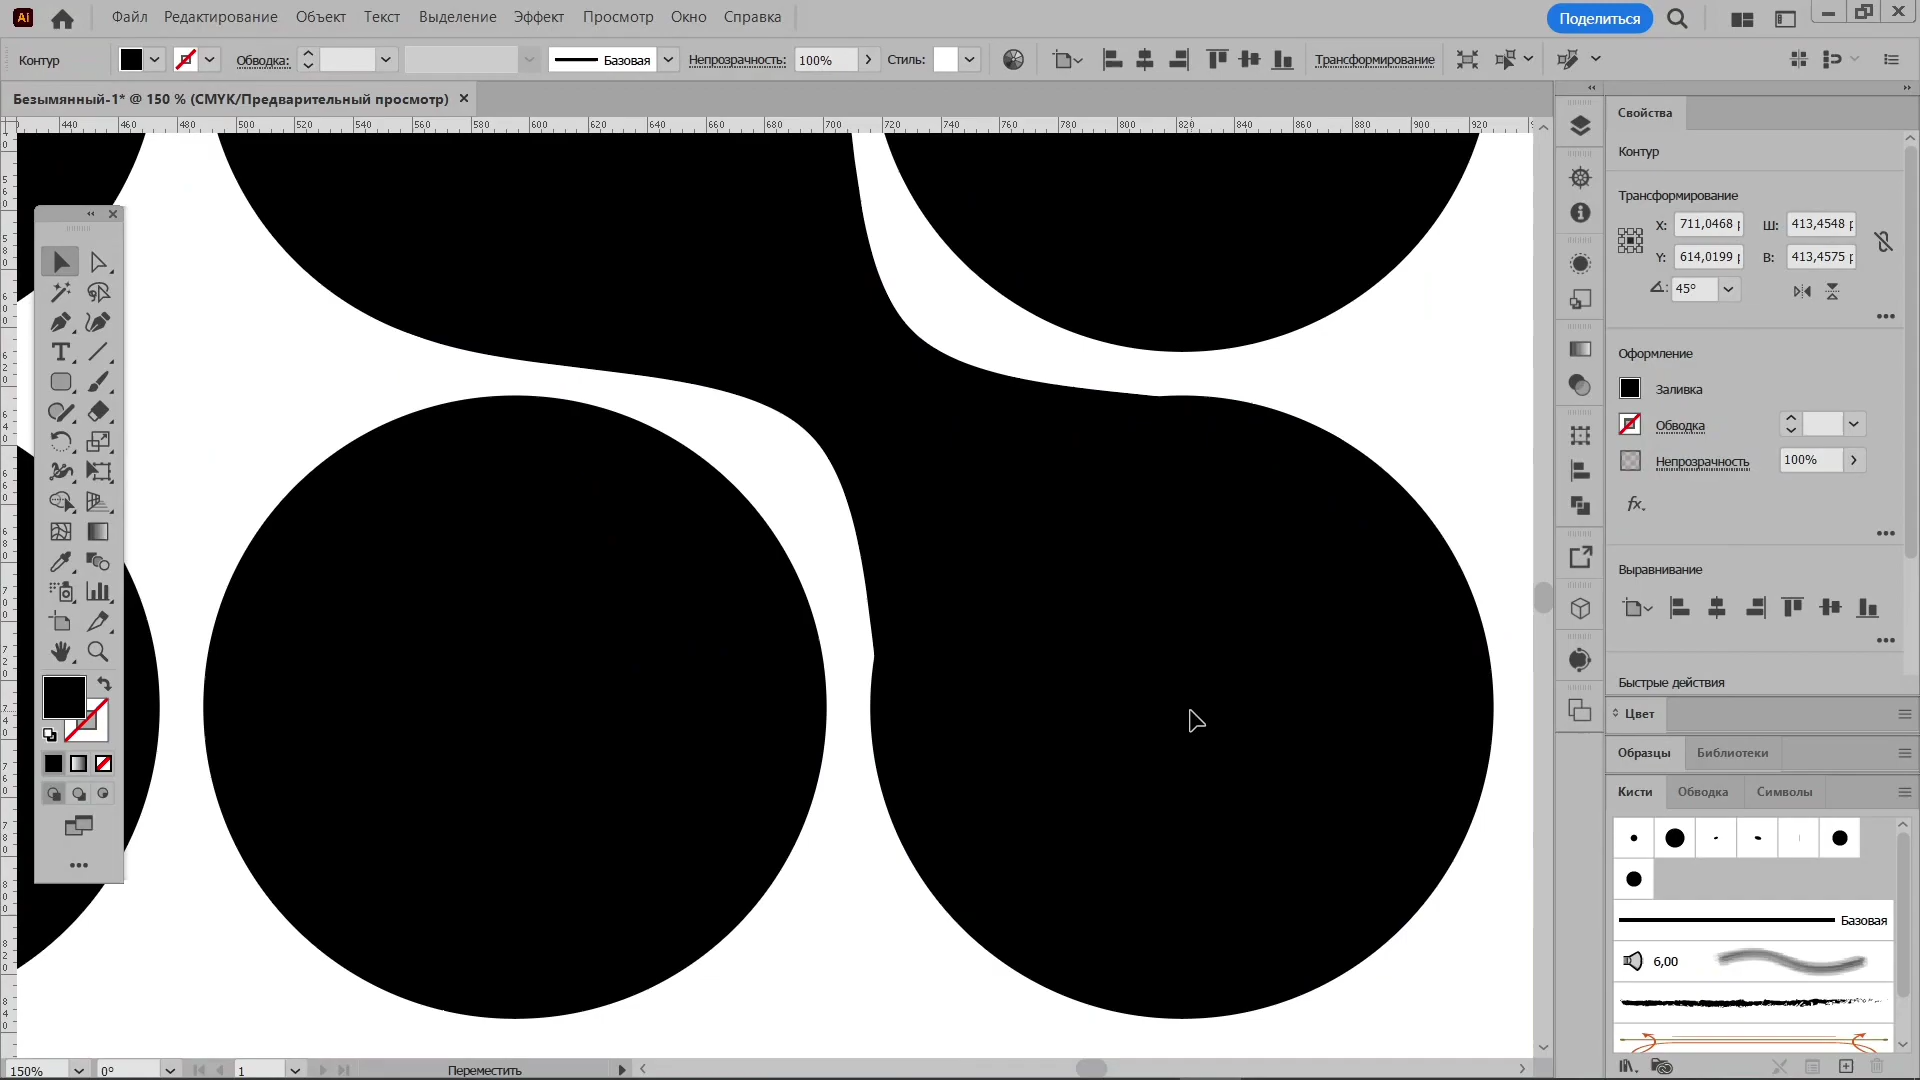 Ai Файл Редактирование Объект Текст Выделение Эффект Просмотр Окно Справка Поделиться
Контур Обводка: Базовая Непрозрачность: 100% Стиль: Трансформирование
Безымянный-1* @ 150 % (CMYK/Предварительный просмотр)
440 460 480 500 520 540 560 580 600 620 640 660 680 700 720 740 760 780 800 820 840 860 880 900 920
Свойства
Контур
Трансформирование
X: 711,0468 Ш: 413,4548
Y: 614,0199 В: 413,4575
45°
Оформление
Заливка
Обводка
Непрозрачность 100%
fx.
Выравнивание
Быстрые действия
Цвет
Образцы Библиотеки
Кисти Обводка Символы
Базовая
6,00
150% 0° 1 Переместить